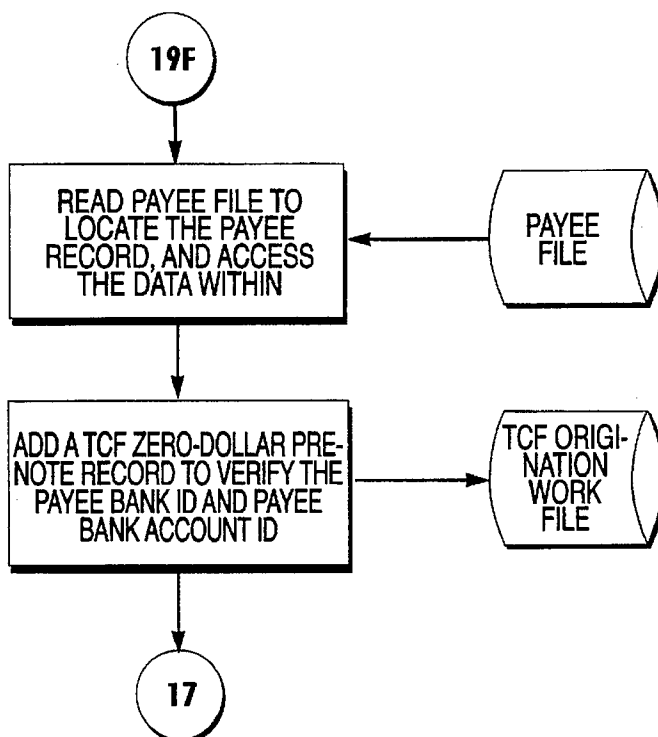 19F
READ PAYEE FILE TO
LOCATE THE PAYEE
RECORD, AND ACCESS
THE DATA WITHIN
PAYEE
FILE
ADD A TCF ZERO-DOLLAR PRE-
NOTE RECORD TO VERIFY THE
PAYEE BANK ID AND PAYEE
BANK ACCOUNT ID
TCF ORIGI-
NATION
WORK
FILE
17